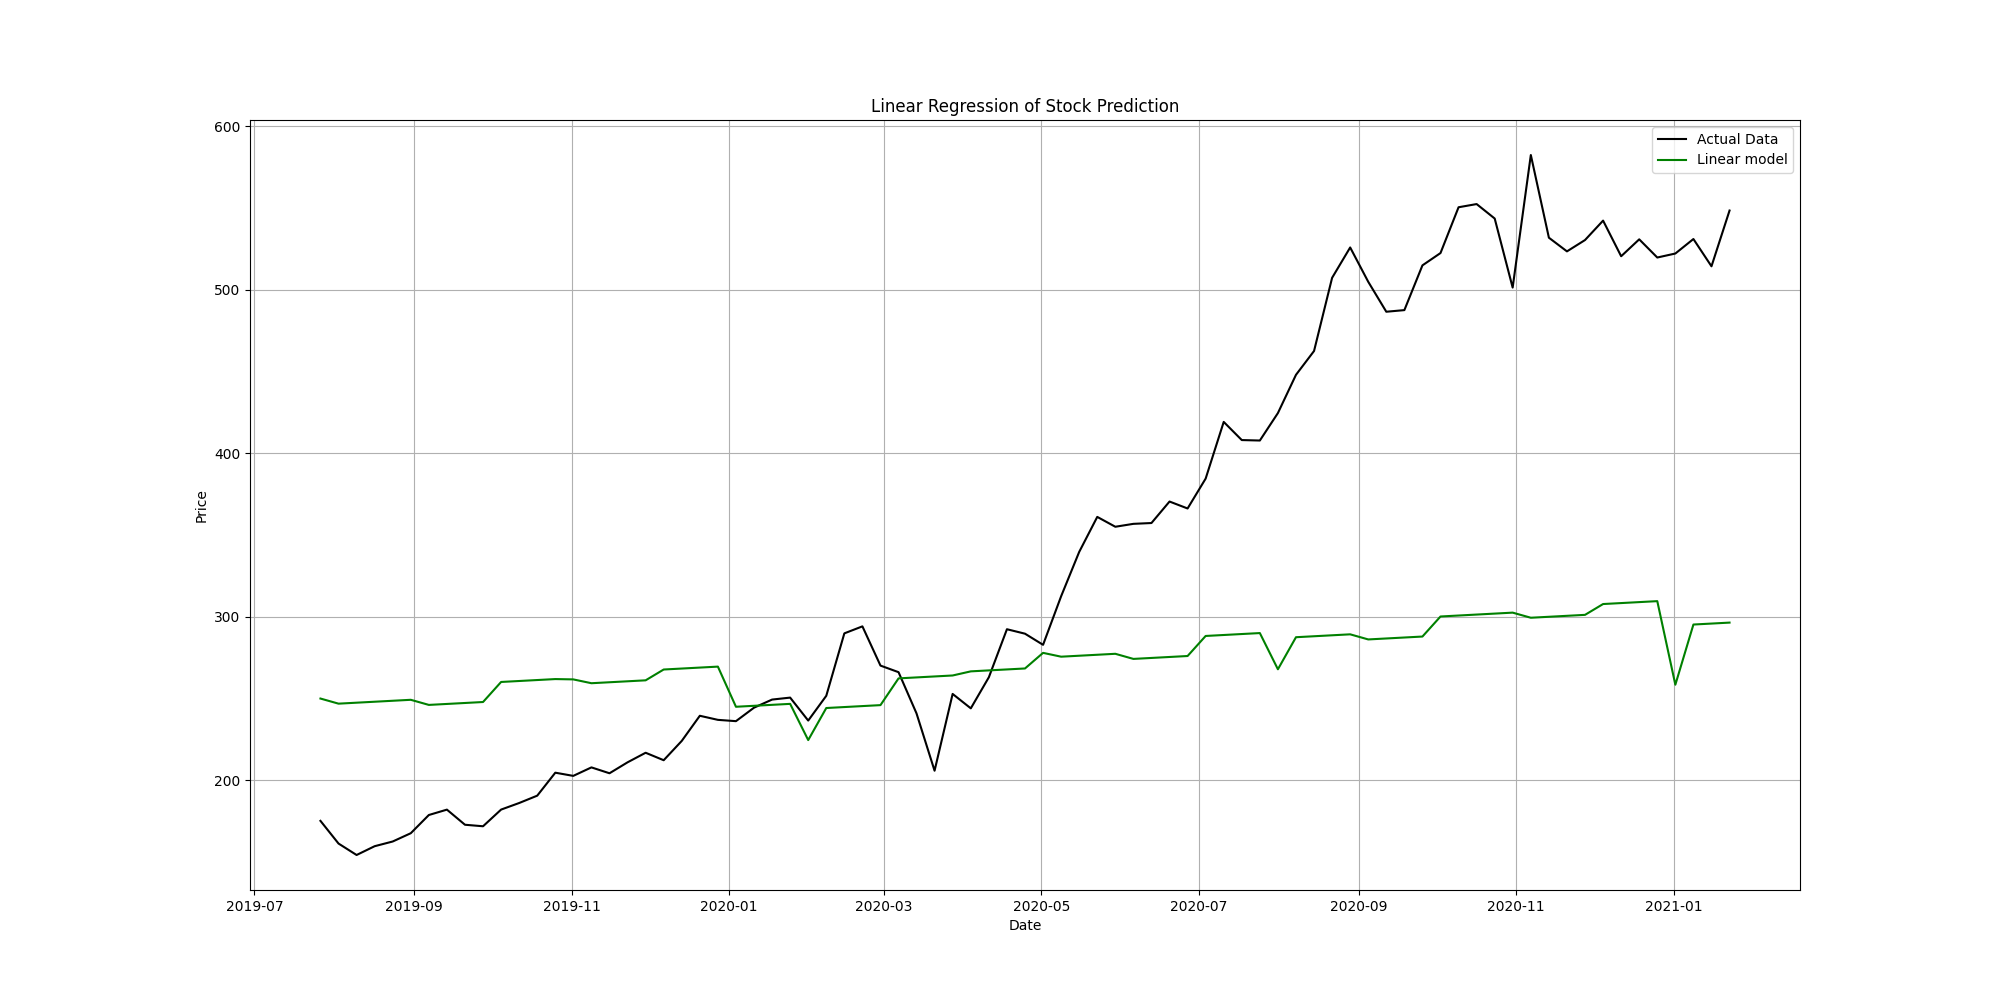 Linear Regression of Stock Prediction
Actual Data
Linear model
600
500
400
300
200
Price
2019-07 2019-09 2019-11 2020-01 2020-03 2020-05 2020-07 2020-09 2020-11 2021-01
Date